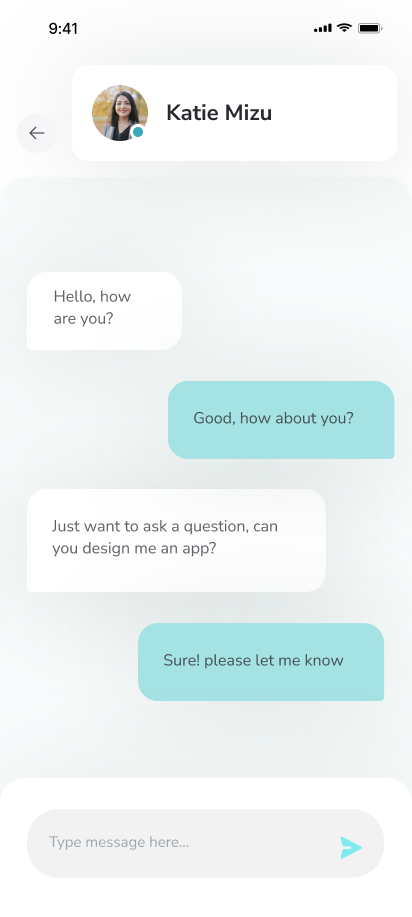 9:41
Katie Mizu
Hello, how
are you?
Good, how about you?
Just want to ask a question, can
you design me an app?
Sure! please let me know
Type message here...